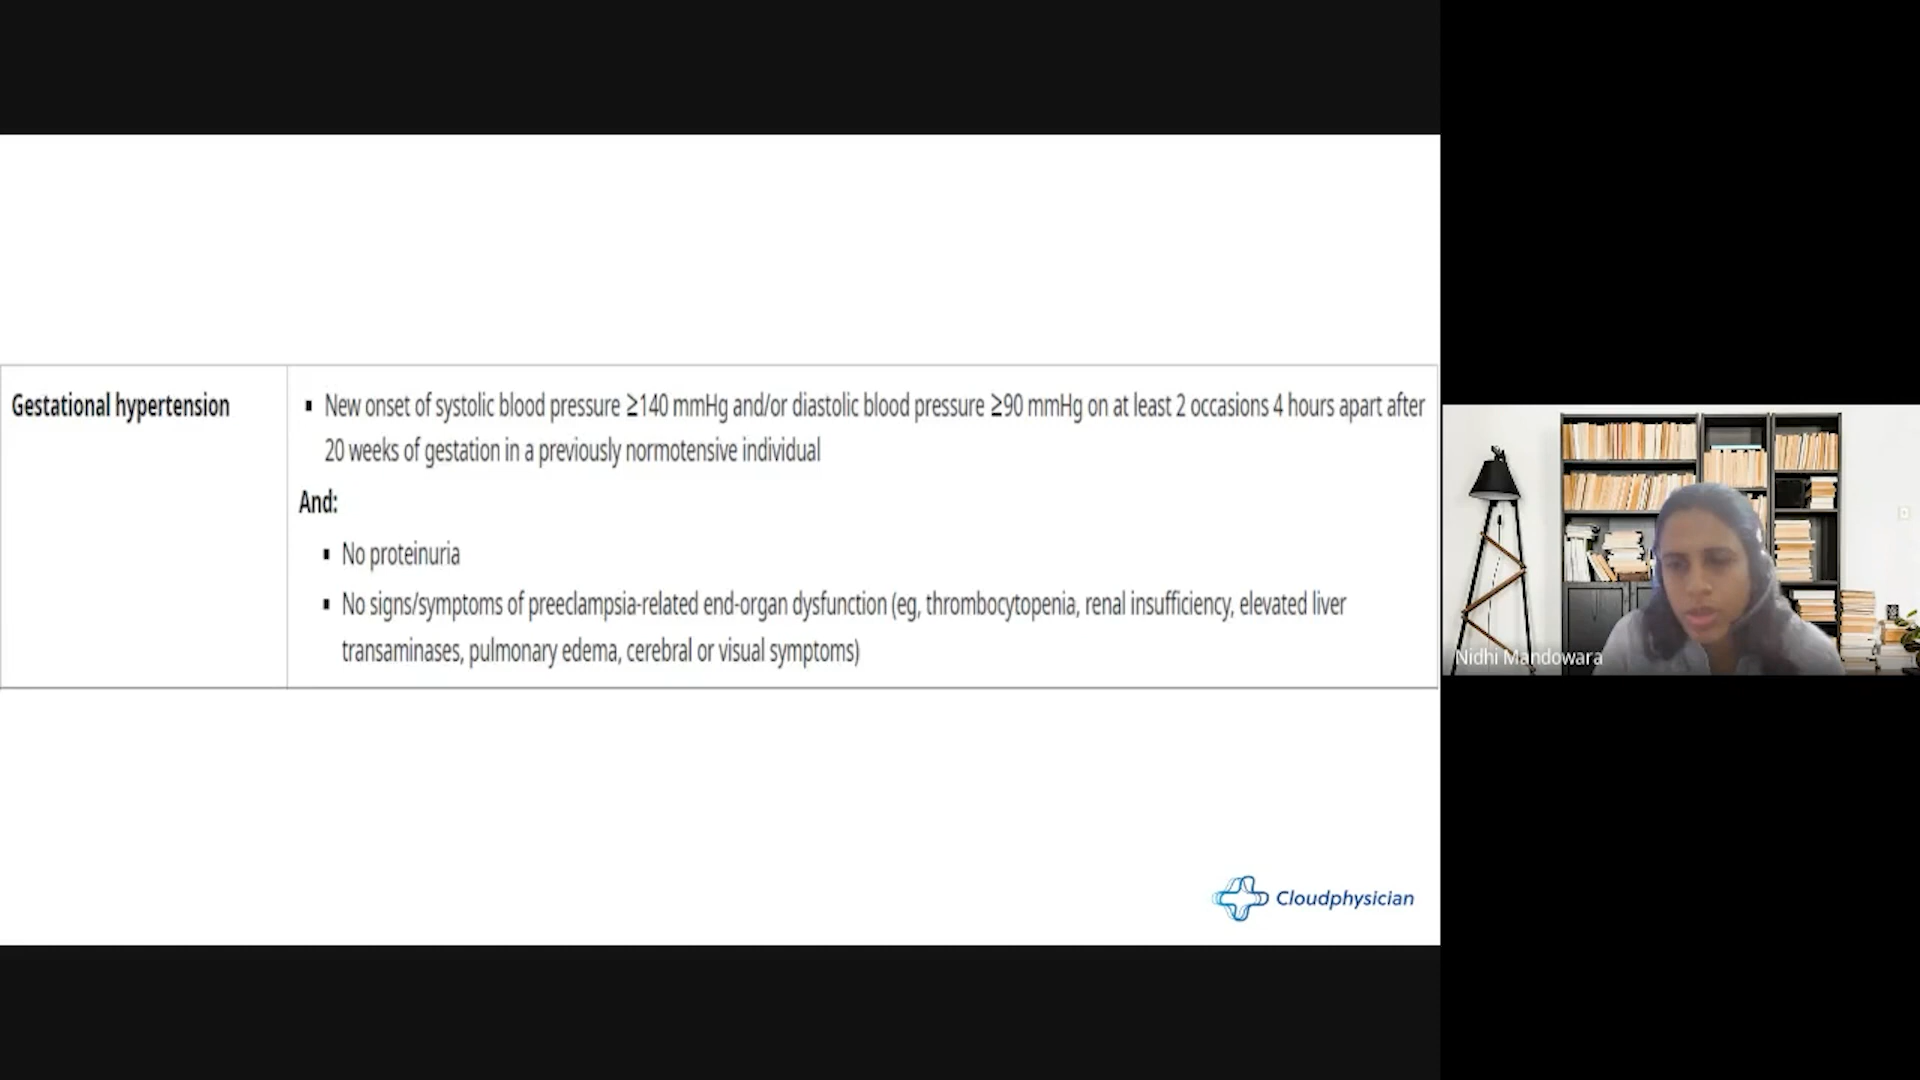 Gestational hypertension
▪ New onset of systolic blood pressure ≥140 mmHg and/or diastolic blood pressure ≥90 mmHg on at least 2 occasions 4 hours apart after
20 weeks of gestation in a previously normotensive individual
And:
▪ No proteinuria
▪ No signs/symptoms of preeclampsia-related end-organ dysfunction (eg, thrombocytopenia, renal insufficiency, elevated liver
transaminases, pulmonary edema, cerebral or visual symptoms)
Cloudphysician
Nidhi Mandowara